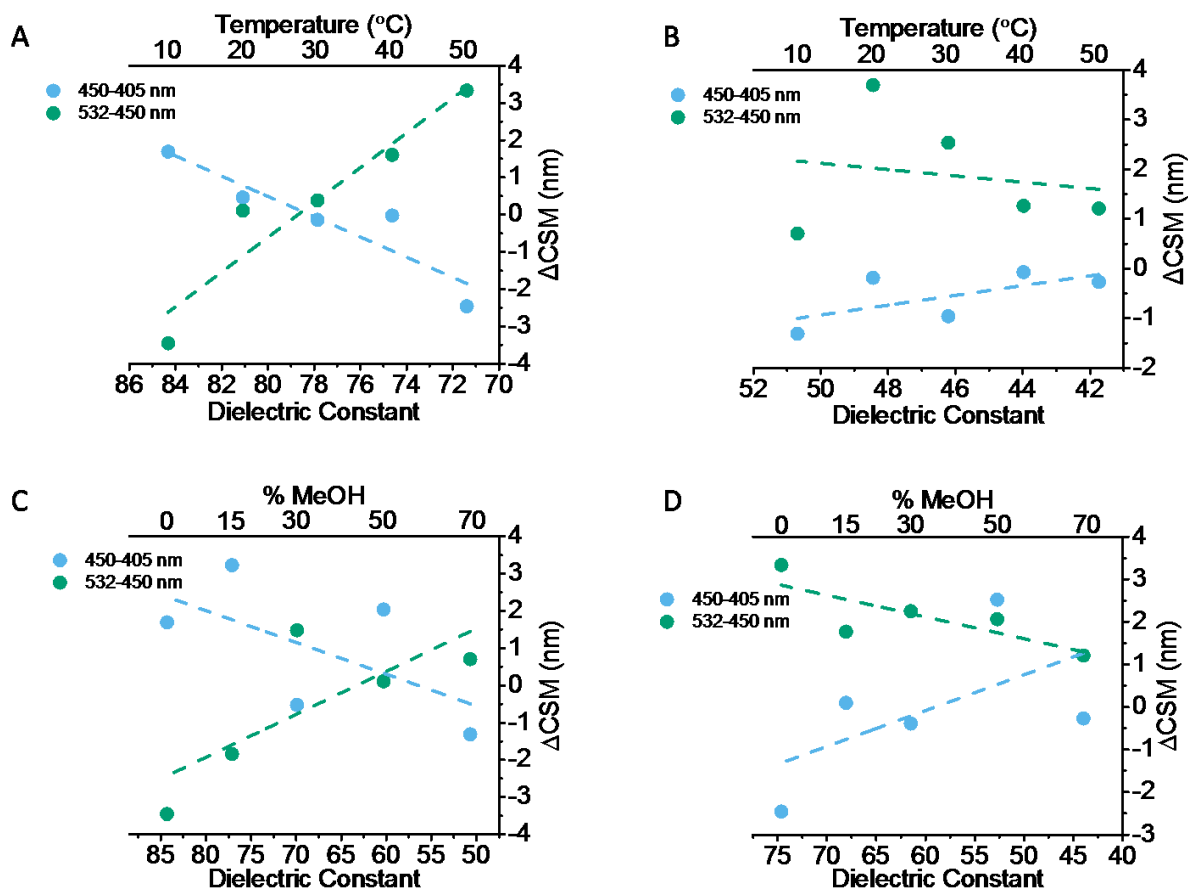 A
Temperature (°C)
10 20 30 40 50
450-405 nm
532-450 nm
4
3
2
1
0
-1
-2
-3
-4
ΔCSM (nm)
86 84 82 80 78 76 74 72 70
Dielectric Constant
B
Temperature (°C)
10 20 30 40 50
450-405 nm
532-450 nm
4
3
2
1
0
-1
-2
ΔCSM (nm)
52 50 48 46 44 42
Dielectric Constant
C
% MeOH
0 15 30 50 70
450-405 nm
532-450 nm
4
3
2
1
0
-1
-2
-3
-4
ΔCSM (nm)
85 80 75 70 65 60 55 50
Dielectric Constant
D
% MeOH
0 15 30 50 70
450-405 nm
532-450 nm
4
3
2
1
0
-1
-2
-3
ΔCSM (nm)
75 70 65 60 55 50 45 40
Dielectric Constant